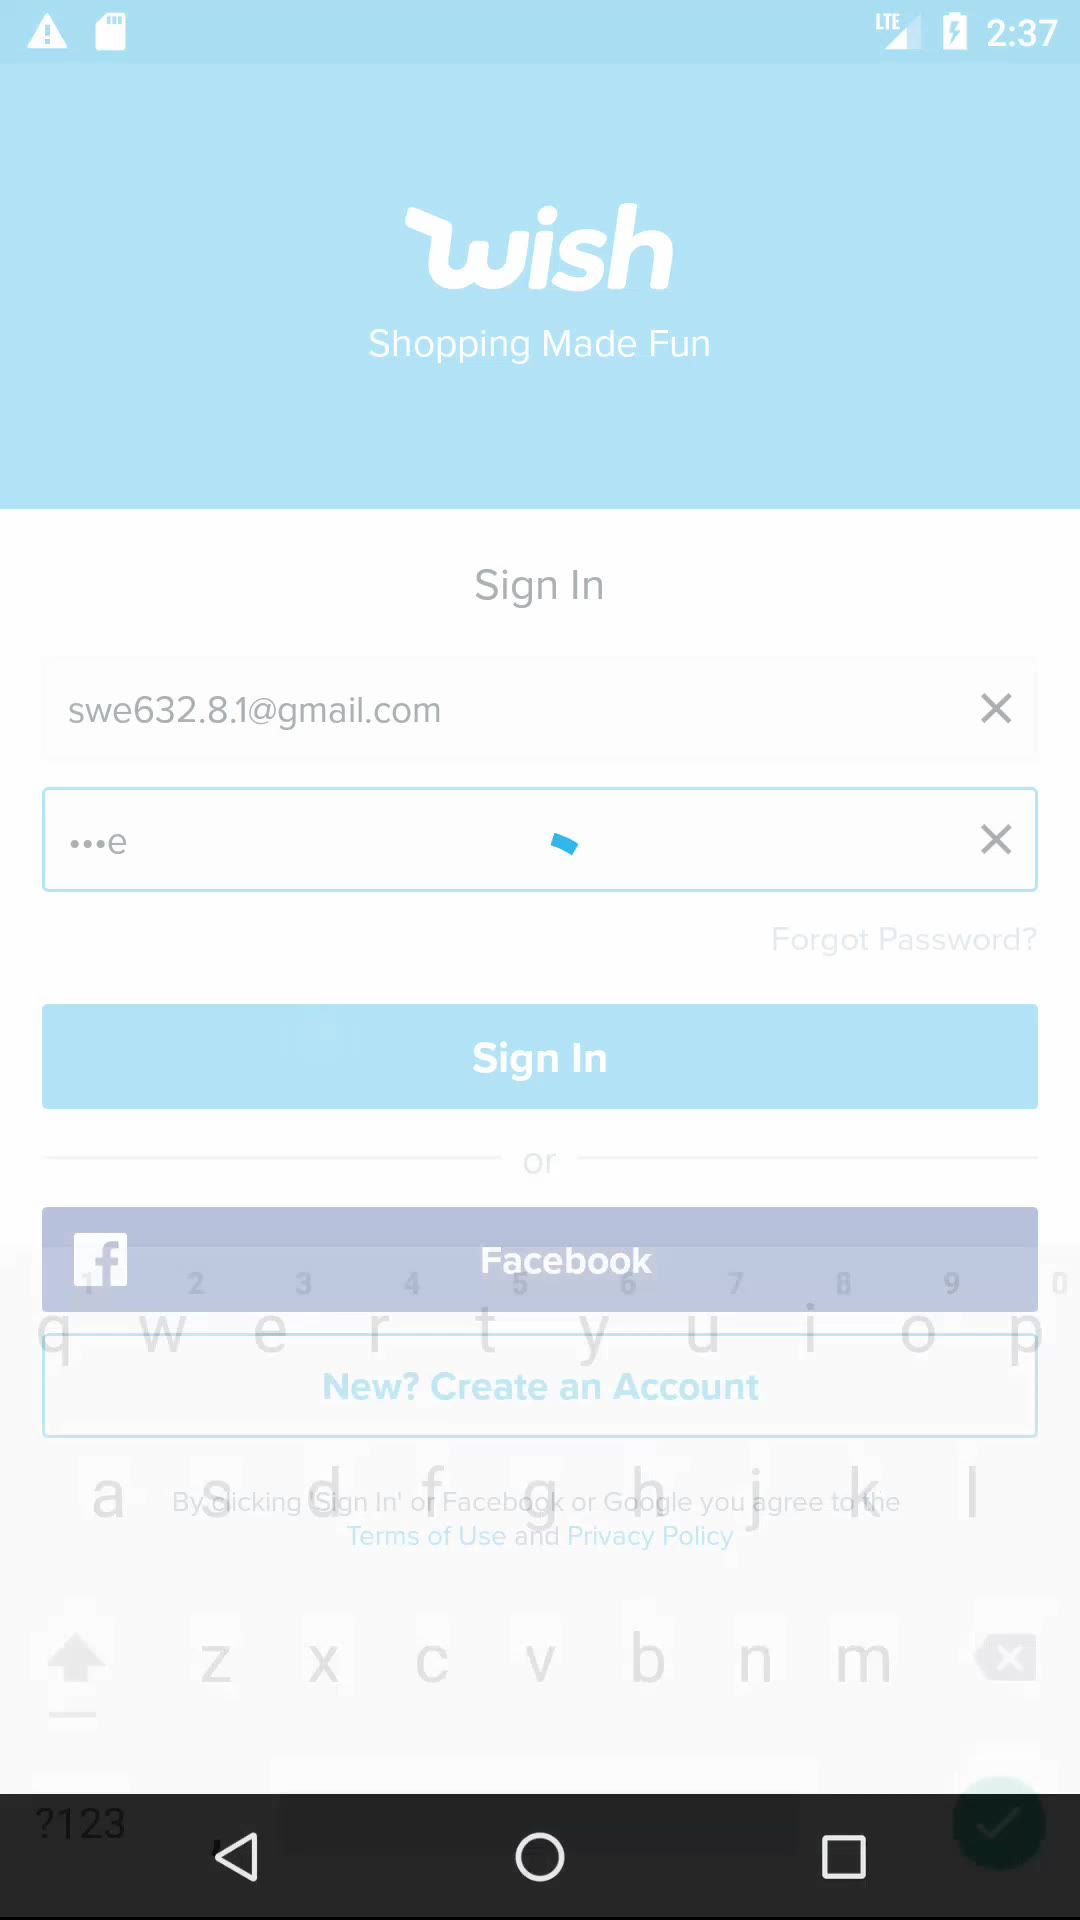 LTE 2:37
wish
Shopping Made Fun
Sign In
swe632.8.1@gmail.com
•••e
Forgot Password?
Sign In
or
Facebook
1 2 3 4 5 6 7 8 9 0
q w e r t y u i o p
New? Create an Account
a s d f g h j k l
By clicking 'Sign In' or Facebook or Google you agree to the
Terms of Use and Privacy Policy
z x c v b n m
?123 ,